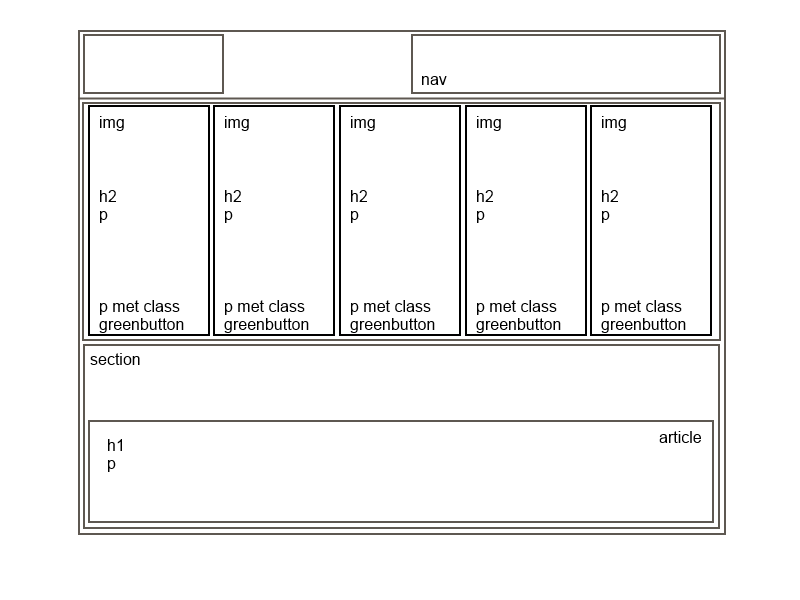 nav
img
h2
p
p met class
greenbutton
img
h2
p
p met class
greenbutton
img
h2
p
p met class
greenbutton
img
h2
p
p met class
greenbutton
img
h2
p
p met class
greenbutton
section
article
h1
p